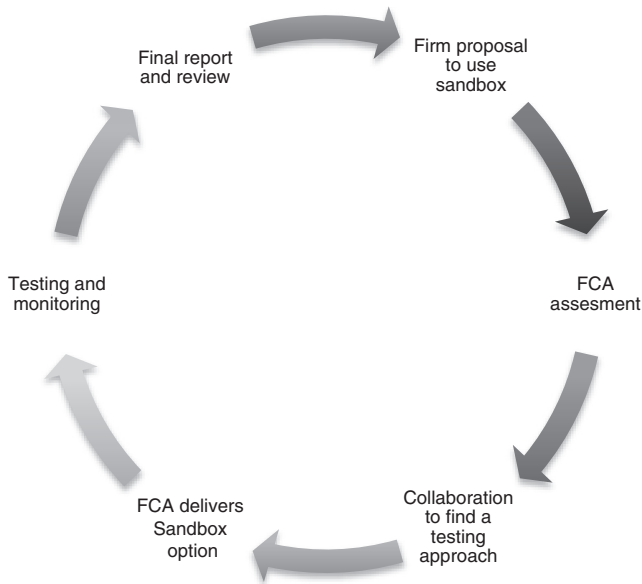 Final report
and review
Firm proposal
to use
sandbox
FCA
assesment
Collaboration
to find a
testing
approach
FCA delivers
Sandbox
option
Testing and
monitoring